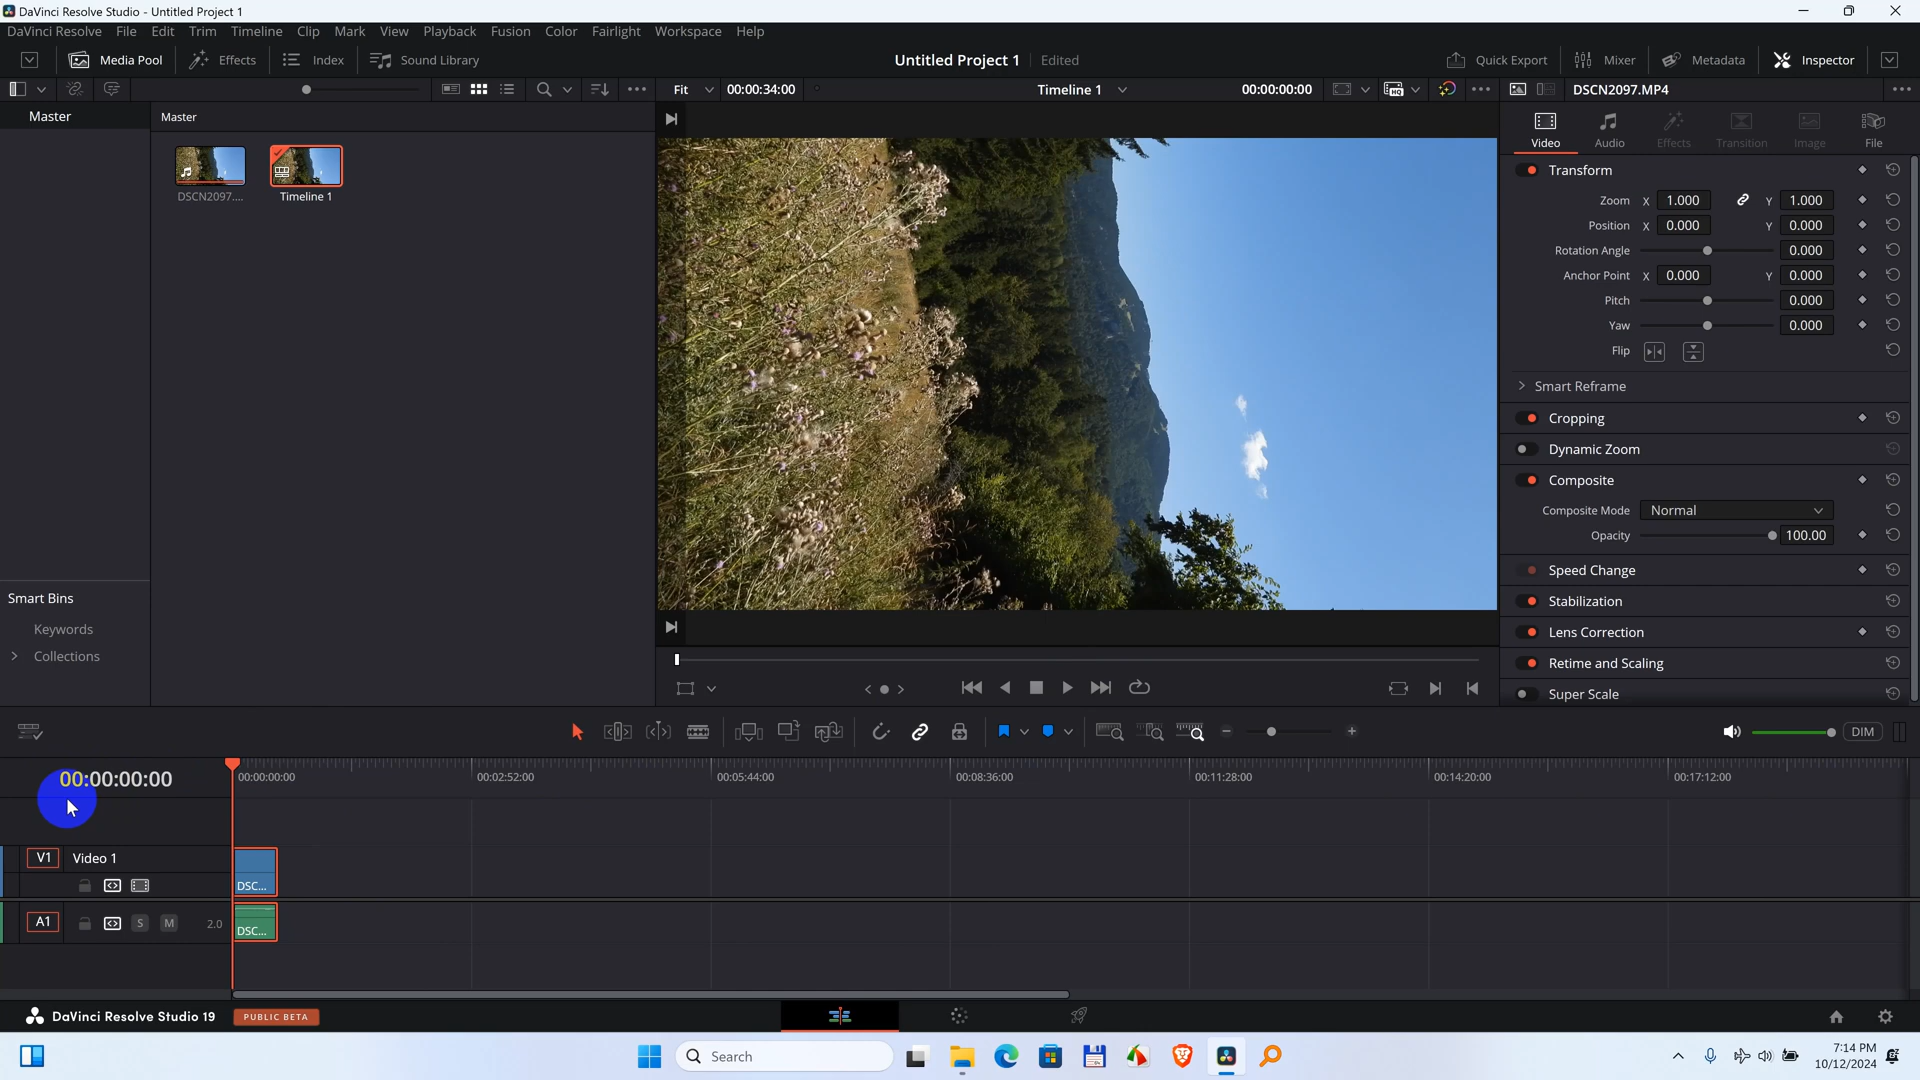 DaVinci Resolve Studio - Untitled Project 1
DaVinci Resolve File Edit Trim Timeline Clip Mark View Playback Fusion Color Fairlight Workspace Help
Media Pool Effects Index Sound Library Untitled Project 1 Edited Quick Export Mixer Metadata Inspector
Fit 00:00:34:00 Timeline 1 00:00:00:00 DSCN2097.MP4
Master Master
Video Audio Effects Transition Image File
DSCN2097.... Timeline 1
Transform
Zoom X 1.000 Y 1.000
Position X 0.000 Y 0.000
Rotation Angle 0.000
Anchor Point X 0.000 Y 0.000
Pitch 0.000
Yaw 0.000
Flip
Smart Reframe
Cropping
Dynamic Zoom
Composite
Composite Mode Normal
Opacity 100.00
Speed Change
Stabilization
Lens Correction
Retime and Scaling
Super Scale
Smart Bins
Keywords
Collections
DIM
00:00:00:00 00:00:00:00 00:02:52:00 00:05:44:00 00:08:36:00 00:11:28:00 00:14:20:00 00:17:12:00
V1 Video 1
DSC...
A1 S M 2.0
DSC...
DaVinci Resolve Studio 19 PUBLIC BETA
Search
7:14 PM
10/12/2024